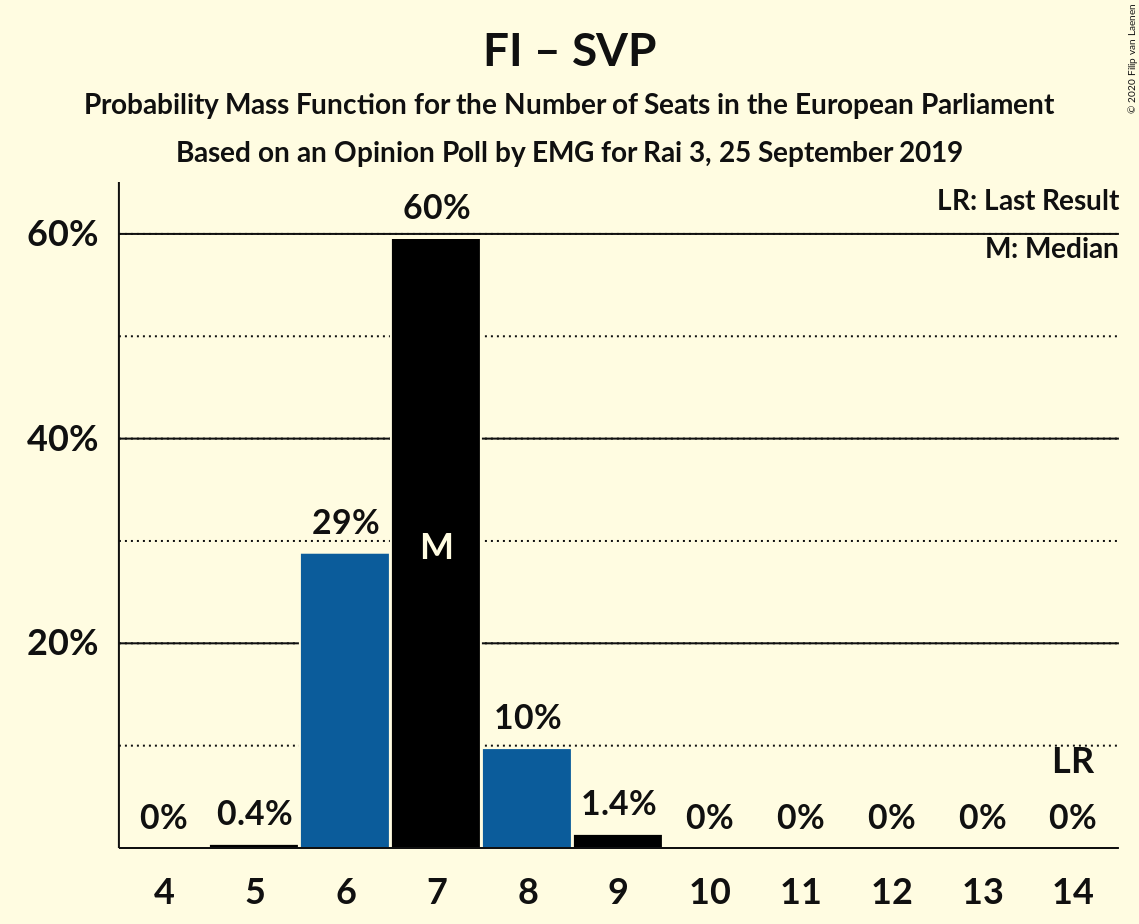 FI – SVP
Probability Mass Function for the Number of Seats in the European Parliament
Based on an Opinion Poll by EMG for Rai 3, 25 September 2019
© 2020 Filip van Laenen
LR: Last Result
M: Median
60%
40%
20%
0%
0.4%
29%
60%
M
10%
1.4%
0%
0%
0%
0%
LR
0%
4 5 6 7 8 9 10 11 12 13 14